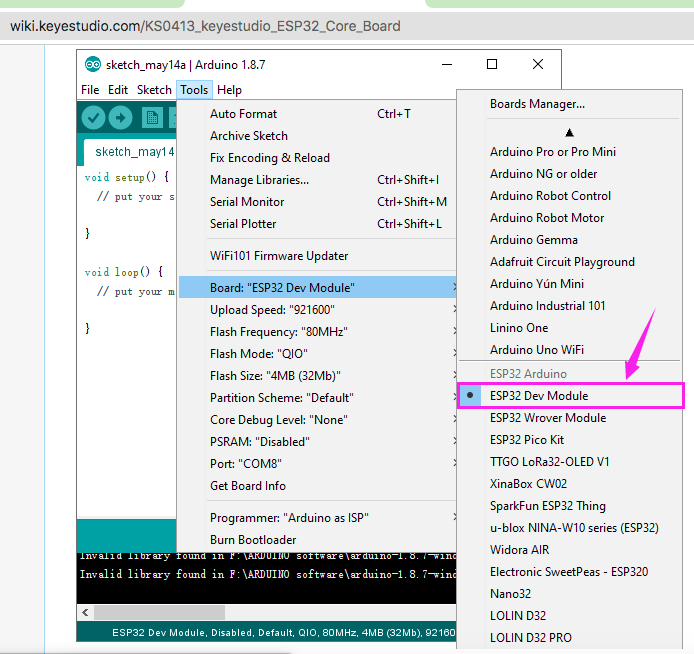 wiki.keyestudio.com/KS0413_keyestudio_ESP32_Core_Board
sketch_may14a | Arduino 1.8.7
File Edit Sketch Tools Help
sketch_may14
void setup() {
// put your s
}
void loop() {
// put your m
}
Auto Format Ctrl+T
Archive Sketch
Fix Encoding & Reload
Manage Libraries... Ctrl+Shift+I
Serial Monitor Ctrl+Shift+M
Serial Plotter Ctrl+Shift+L
WiFi101 Firmware Updater
Board: "ESP32 Dev Module"
Upload Speed: "921600"
Flash Frequency: "80MHz"
Flash Mode: "QIO"
Flash Size: "4MB (32Mb)"
Partition Scheme: "Default"
Core Debug Level: "None"
PSRAM: "Disabled"
Port: "COM8"
Get Board Info
Programmer: "Arduino as ISP"
Burn Bootloader
Boards Manager...
Arduino Pro or Pro Mini
Arduino NG or older
Arduino Robot Control
Arduino Robot Motor
Arduino Gemma
Adafruit Circuit Playground
Arduino Yún Mini
Arduino Industrial 101
Linino One
Arduino Uno WiFi
ESP32 Arduino
ESP32 Dev Module
ESP32 Wrover Module
ESP32 Pico Kit
TTGO LoRa32-OLED V1
XinaBox CW02
SparkFun ESP32 Thing
u-blox NINA-W10 series (ESP32)
Widora AIR
Electronic SweetPeas - ESP320
Nano32
LOLIN D32
LOLIN D32 PRO
Invalid library found in F:\ARDUINO software\arduino-1.8.7-wind
Invalid library found in F:\ARDUINO software\arduino-1.8.7-wind
ESP32 Dev Module, Disabled, Default, QIO, 80MHz, 4MB (32Mb), 92160